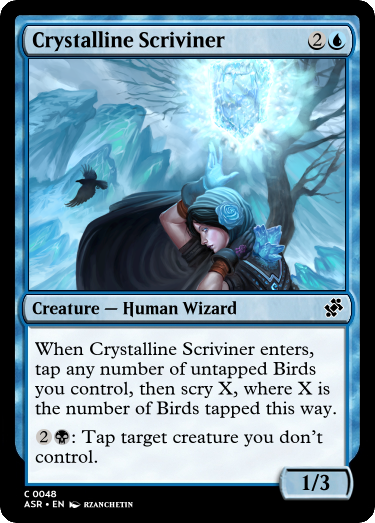 Crystalline Scriviner 2
Creature — Human Wizard
When Crystalline Scriviner enters,
tap any number of untapped Birds
you control, then scry X, where X is
the number of Birds tapped this way.
2 : Tap target creature you don’t
control.
1/3
C 0048
ASR • EN RZANCHETIN